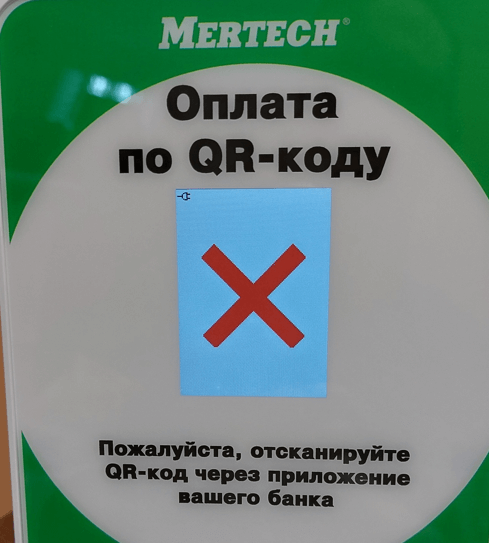 MERTECH®
Оплата
по QR-коду
Пожалуйста, отсканируйте
QR-код через приложение
вашего банка